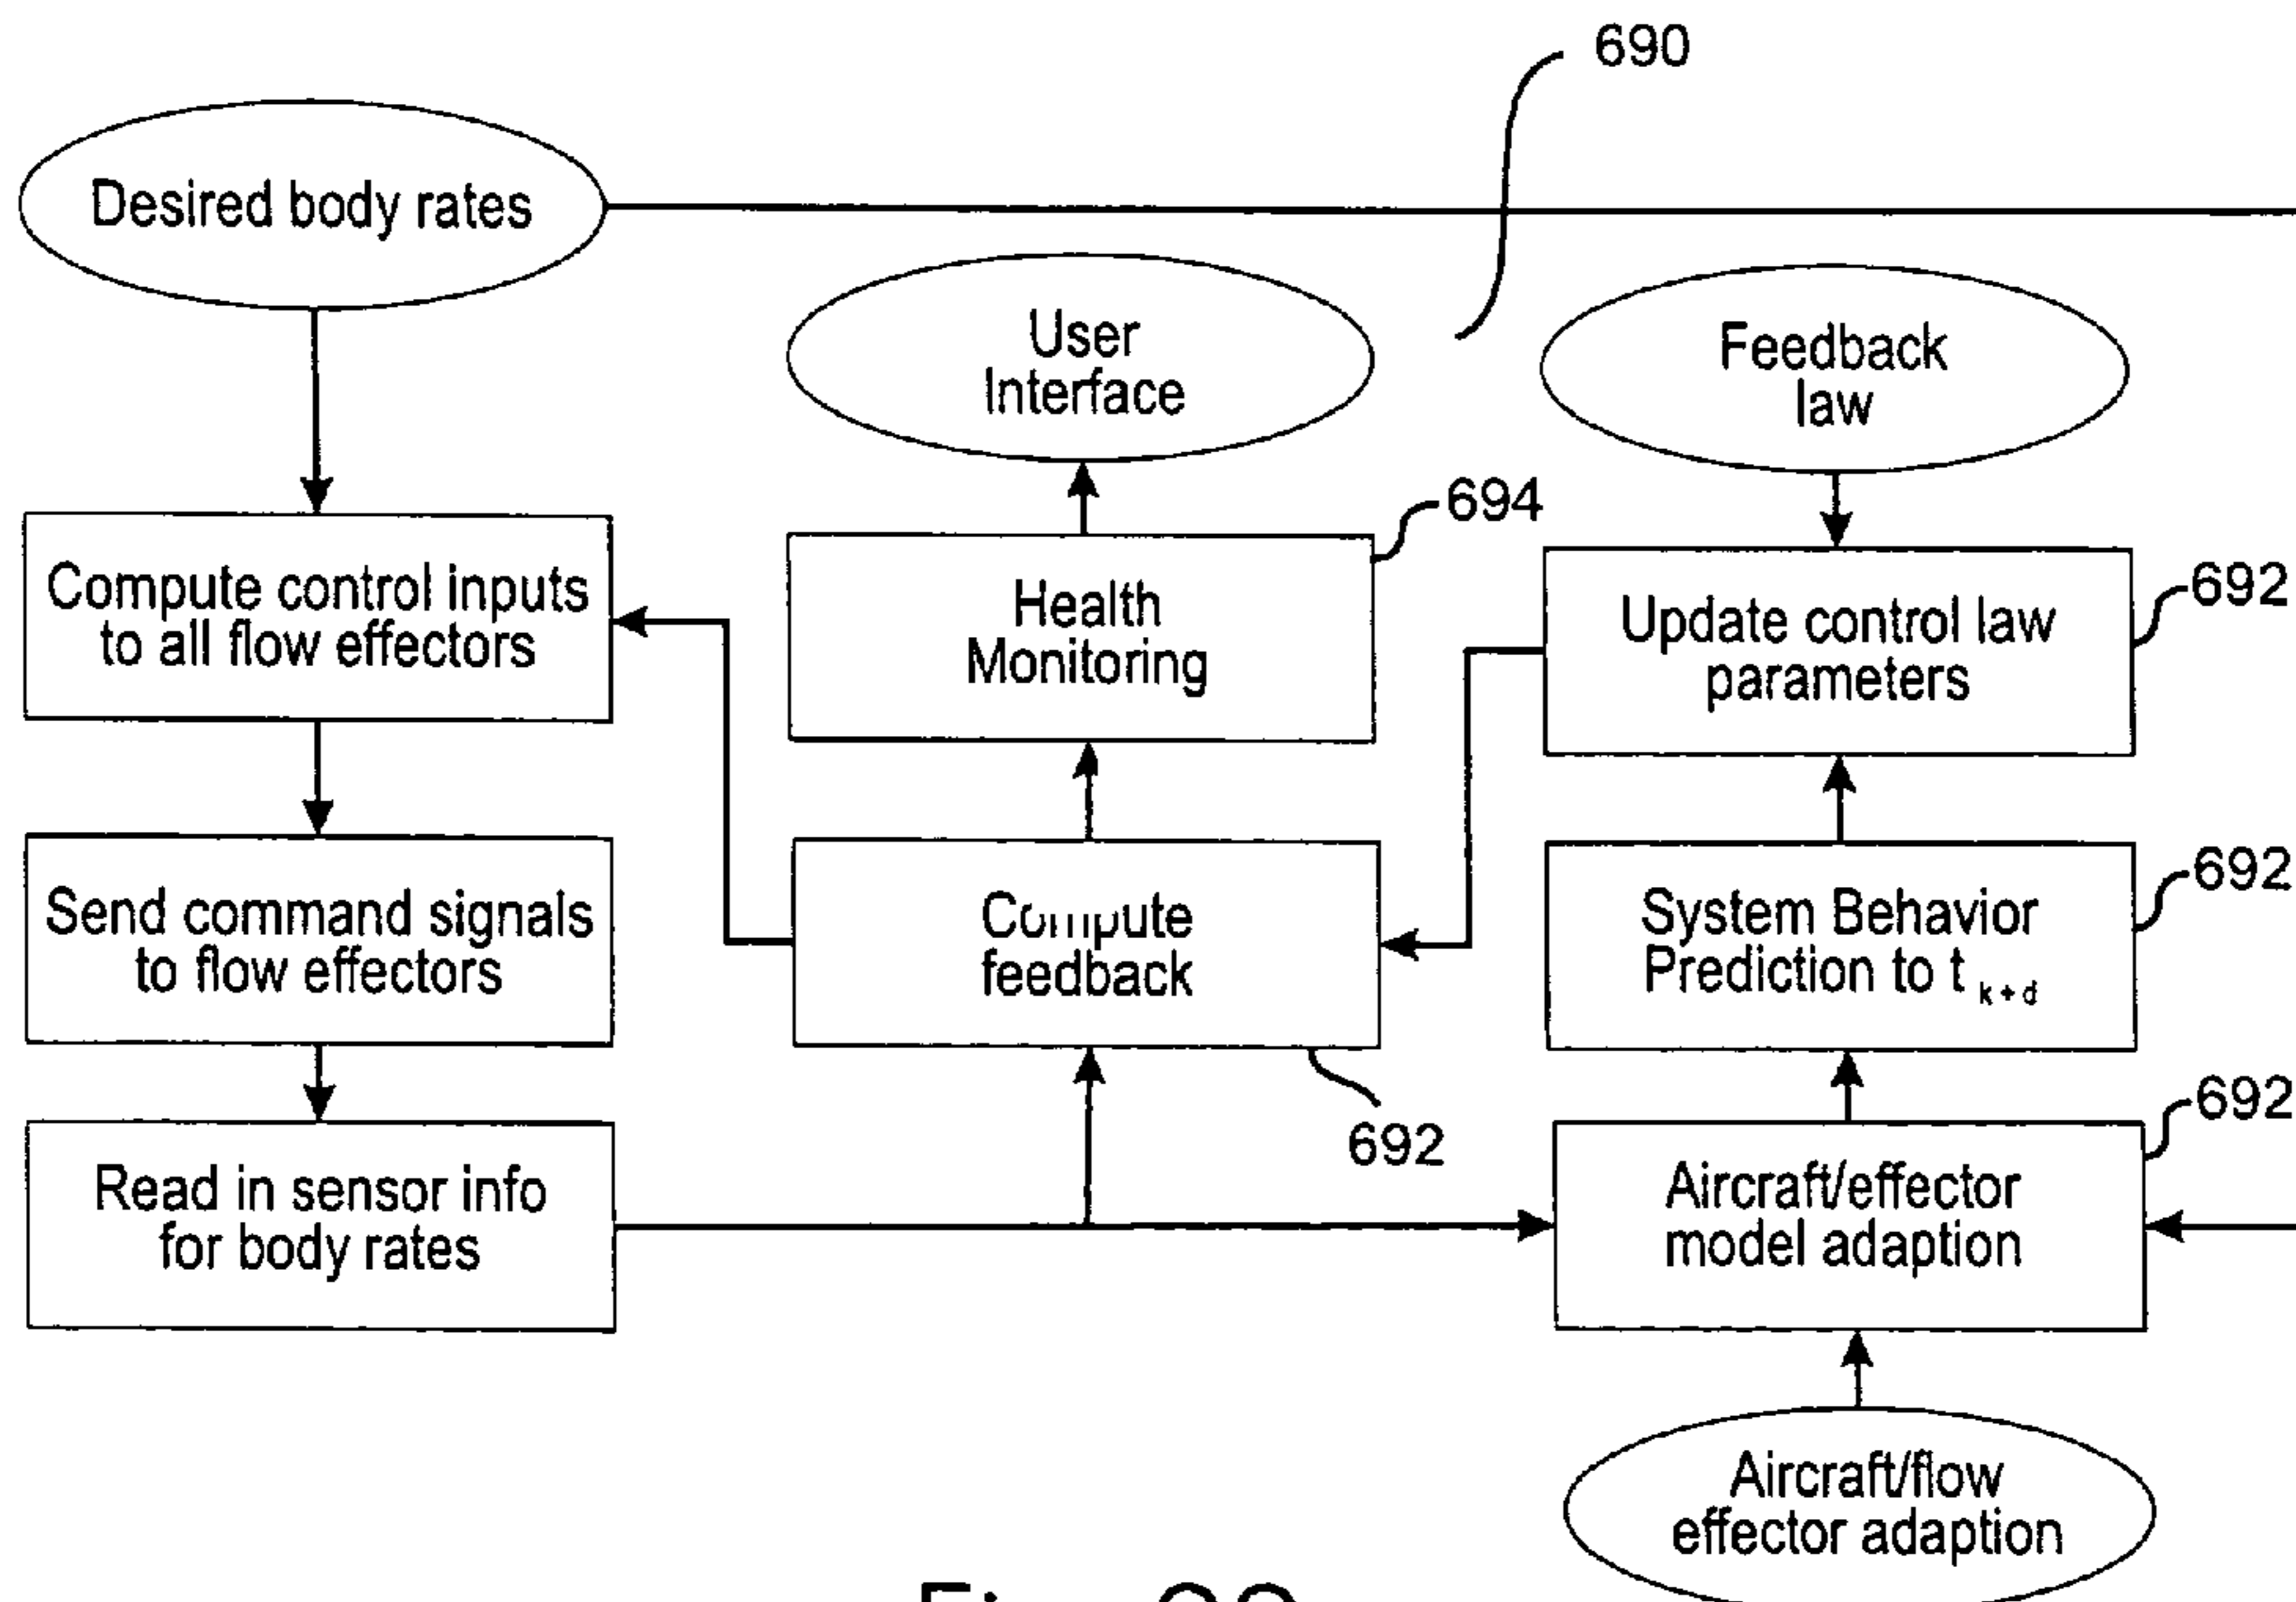 690
Desired body rates
User
Interface
Feedback
law
694
Compute control inputs
to all flow effectors
Health
Monitoring
Update control law
parameters
692
Send command signals
to flow effectors
Compute
feedback
692
System Behavior
Prediction to t k + d
692
Read in sensor info
for body rates
Aircraft/effector
model adaption
692
Aircraft/flow
effector adaption